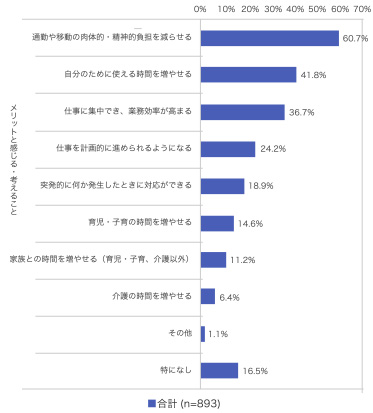 0% 10% 20% 30% 40% 50% 60% 70%
通勤や移動の肉体的・精神的負担を減らせる 60.7%
自分のために使える時間を増やせる 41.8%
仕事に集中でき、業務効率が高まる 36.7%
仕事を計画的に進められるようになる 24.2%
突発的に何か発生したときに対応ができる 18.9%
育児・子育の時間を増やせる 14.6%
家族との時間を増やせる（育児・子育、介護以外） 11.2%
介護の時間を増やせる 6.4%
その他 1.1%
特になし 16.5%
メリットと感じる・考えること
合計 (n=893)